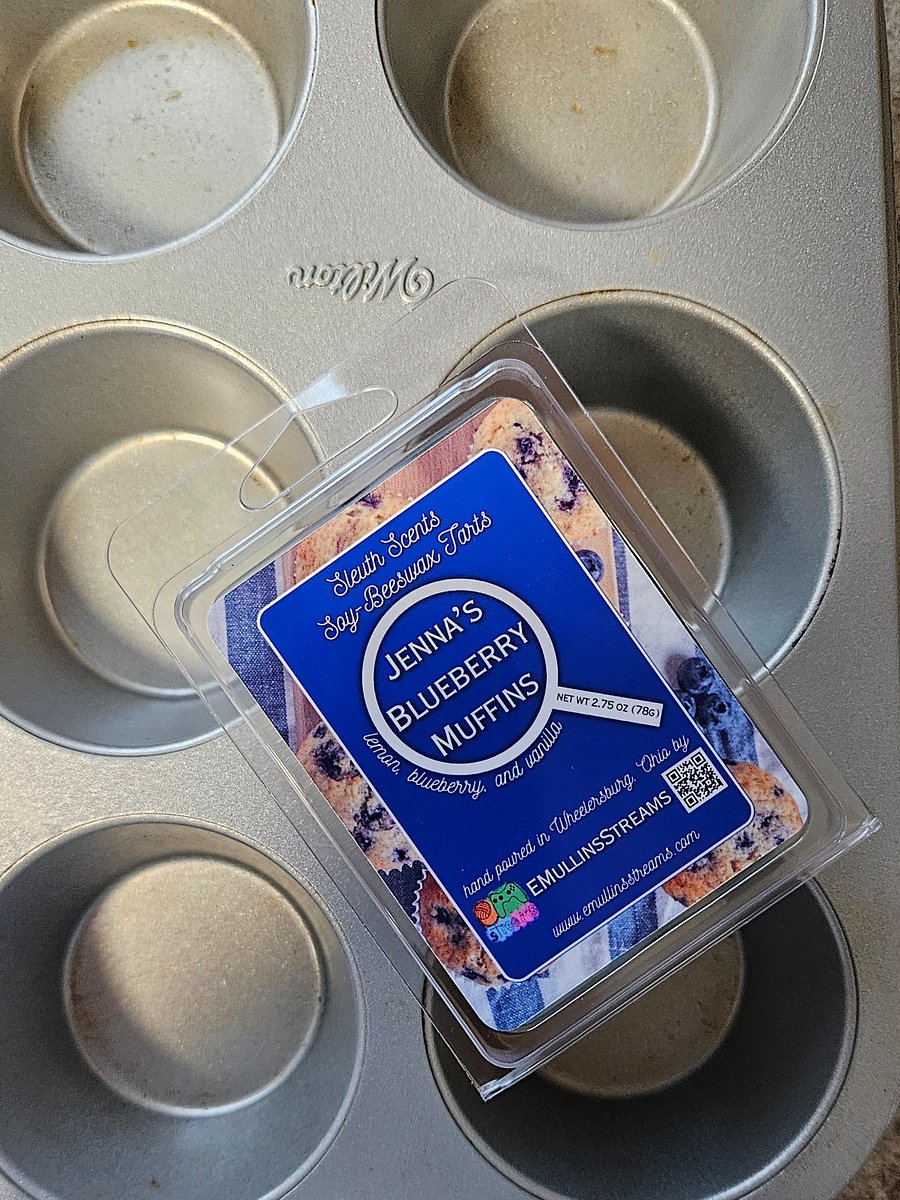 Wilton
Sleuth Scents
Soy-Beeswax Tarts
JENNA'S
BLUEBERRY
MUFFINS
NET WT 2.75 OZ (78G)
lemon, blueberry, and vanilla
hand poured in Wheelersburg, Ohio by
EMULLINSSTREAMS
www.emullinsstreams.com